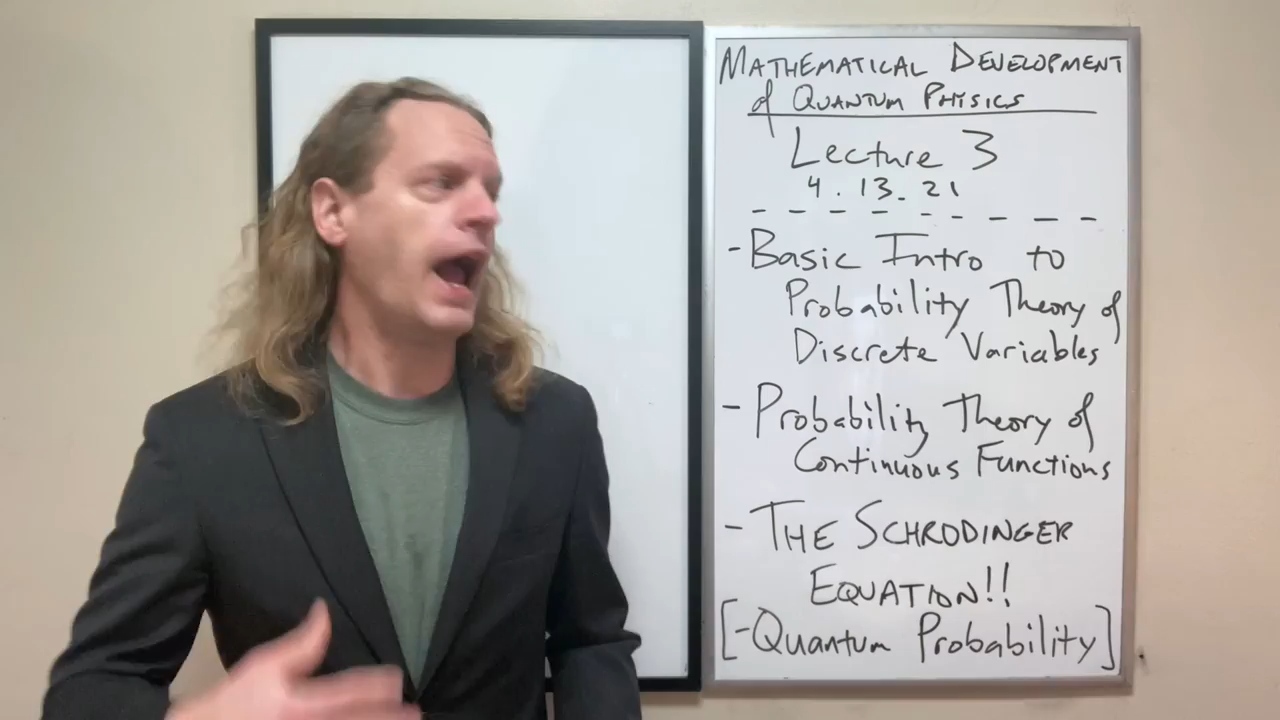 MATHEMATICAL DEVELOPMENT
of QUANTUM PHYSICS
Lecture 3
4.13.21
- Basic Intro to
Probability Theory of
Discrete Variables
- Probability Theory of
Continuous Functions
- THE SCHRODINGER
EQUATION!!
[-Quantum Probability]